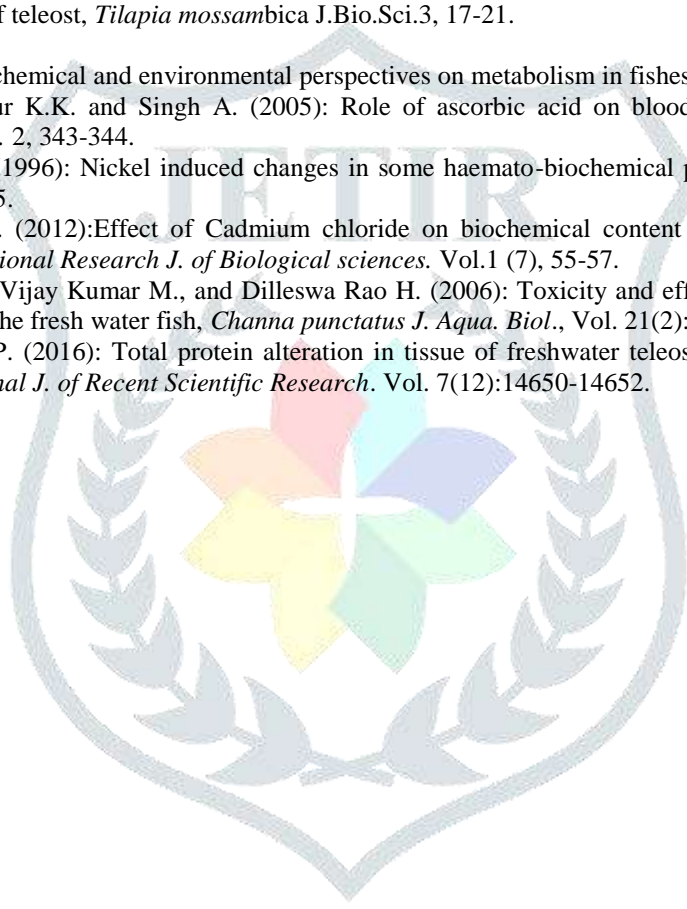 f teleost, Tilapia mossambica J.Bio.Sci.3, 17-21.
chemical and environmental perspectives on metabolism in fishes
ur K.K. and Singh A. (2005): Role of ascorbic acid on blood
. 2, 343-344.
1996): Nickel induced changes in some haemato-biochemical p
5.
. (2012):Effect of Cadmium chloride on biochemical content
ional Research J. of Biological sciences. Vol.1 (7), 55-57.
Vijay Kumar M., and Dilleswa Rao H. (2006): Toxicity and eff
he fresh water fish, Channa punctatus J. Aqua. Biol., Vol. 21(2):
P. (2016): Total protein alteration in tissue of freshwater teleos
nal J. of Recent Scientific Research. Vol. 7(12):14650-14652.
JETIR